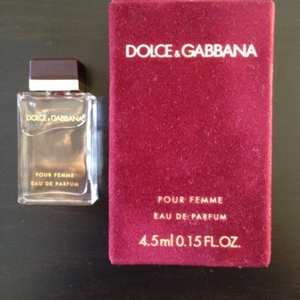 DOLCE & GABBANA
POUR FEMME
EAU DE PARFUM
DOLCE & GABBANA
POUR FEMME
EAU DE PARFUM
4.5ml 0.15 FL.OZ.